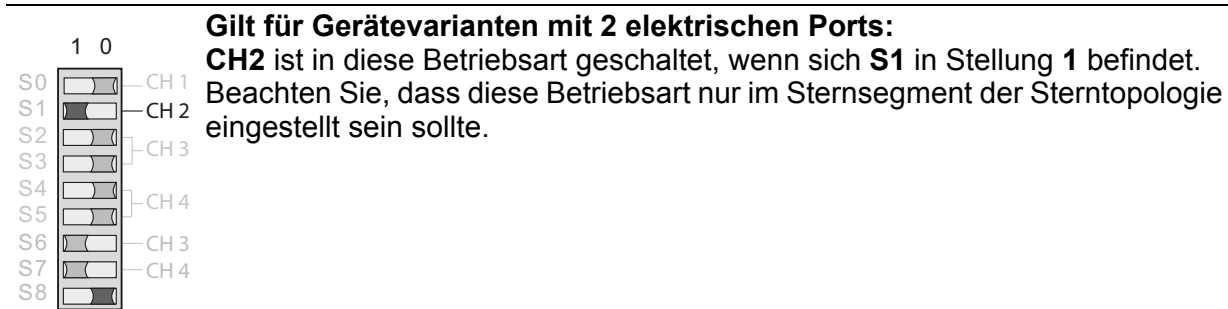 Gilt für Gerätevarianten mit 2 elektrischen Ports:
CH2 ist in diese Betriebsart geschaltet, wenn sich S1 in Stellung 1 befindet.
Beachten Sie, dass diese Betriebsart nur im Sternsegment der Sterntopologie
eingestellt sein sollte.
1 0
S0 CH 1
S1 CH 2
S2
CH 3
S3
S4
CH 4
S5
S6 CH 3
S7 CH 4
S8